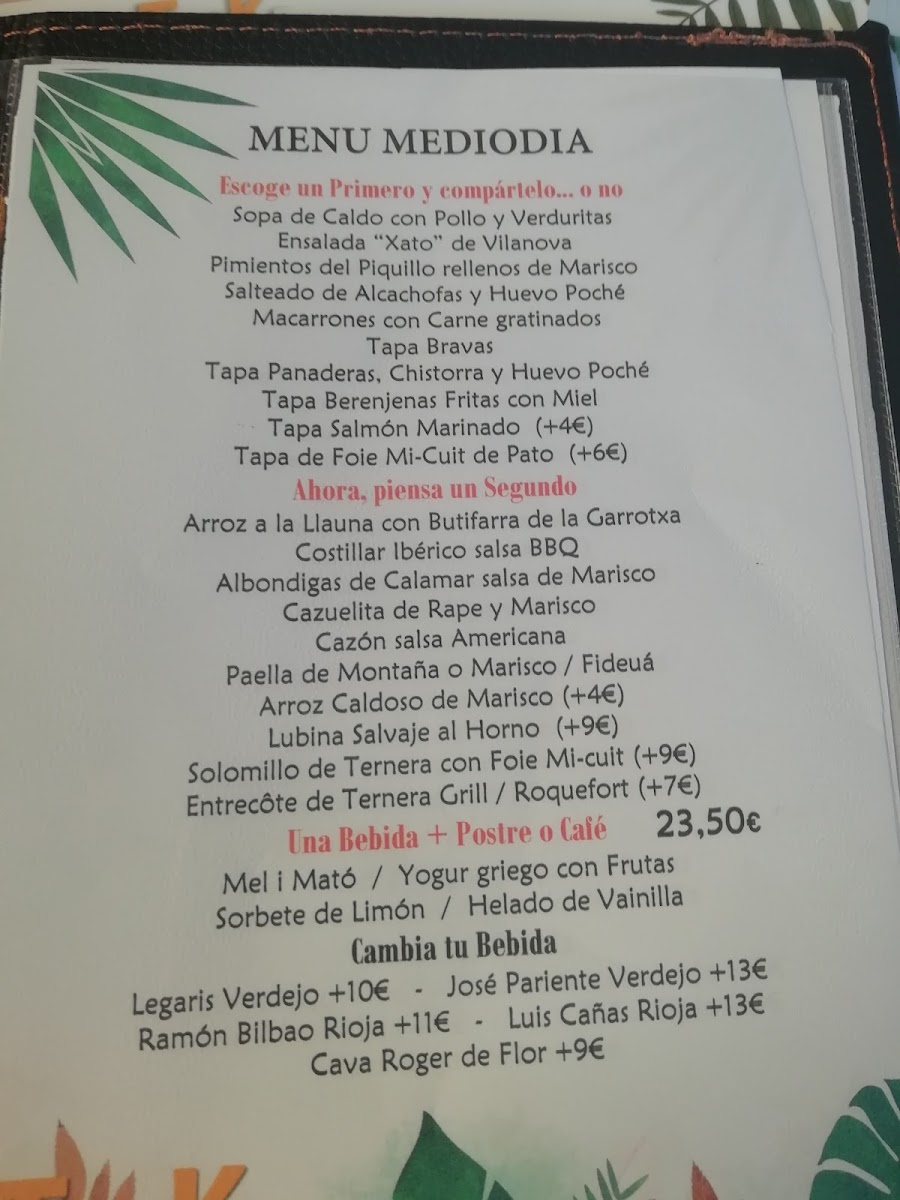 MENU MEDIODIA
Escoge un Primero y compártelo... o no
Sopa de Caldo con Pollo y Verduritas
Ensalada “Xato” de Vilanova
Pimientos del Piquillo rellenos de Marisco
Salteado de Alcachofas y Huevo Poché
Macarrones con Carne gratinados
Tapa Bravas
Tapa Panaderas, Chistorra y Huevo Poché
Tapa Berenjenas Fritas con Miel
Tapa Salmón Marinado (+4€)
Tapa de Foie Mi-Cuit de Pato (+6€)
Ahora, piensa un Segundo
Arroz a la Llauna con Butifarra de la Garrotxa
Costillar Ibérico salsa BBQ
Albondigas de Calamar salsa de Marisco
Cazuelita de Rape y Marisco
Cazón salsa Americana
Paella de Montaña o Marisco / Fideuá
Arroz Caldoso de Marisco (+4€)
Lubina Salvaje al Horno (+9€)
Solomillo de Ternera con Foie Mi-cuit (+9€)
Entrecôte de Ternera Grill / Roquefort (+7€)
Una Bebida + Postre o Café 23,50€
Mel i Mató / Yogur griego con Frutas
Sorbete de Limón / Helado de Vainilla
Cambia tu Bebida
Legaris Verdejo +10€ - José Pariente Verdejo +13€
Ramón Bilbao Rioja +11€ - Luis Cañas Rioja +13€
Cava Roger de Flor +9€